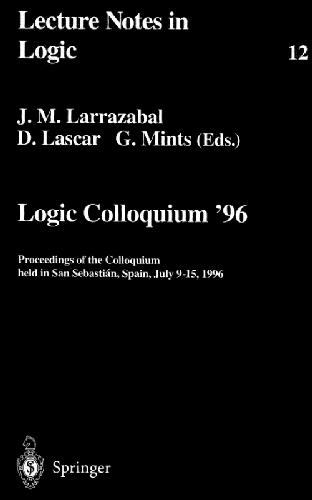 Lecture Notes in
Logic
12
J. M. Larrazabal
D. Lascar G. Mints (Eds.)
Logic Colloquium ’96
Proceedings of the Colloquium
held in San Sebastián, Spain, July 9-15, 1996
Springer